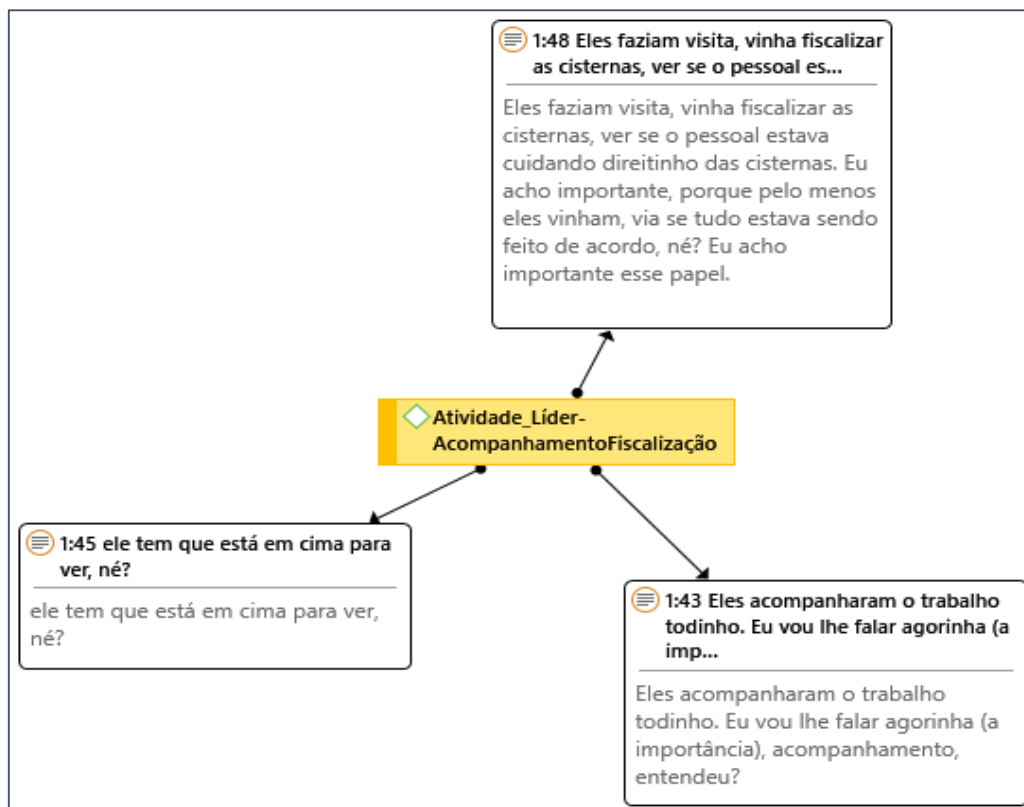 1:48 Eles faziam visita, vinha fiscalizar
as cisternas, ver se o pessoal es...
Eles faziam visita, vinha fiscalizar as
cisternas, ver se o pessoal estava
cuidando direitinho das cisternas. Eu
acho importante, porque pelo menos
eles vinham, via se tudo estava sendo
feito de acordo, né? Eu acho
importante esse papel.
Atividade_Líder-
AcompanhamentoFiscalização
1:45 ele tem que está em cima para
ver, né?
ele tem que está em cima para ver,
né?
1:43 Eles acompanharam o trabalho
todinho. Eu vou lhe falar agorinha (a
imp...
Eles acompanharam o trabalho
todinho. Eu vou lhe falar agorinha (a
importância), acompanhamento,
entendeu?